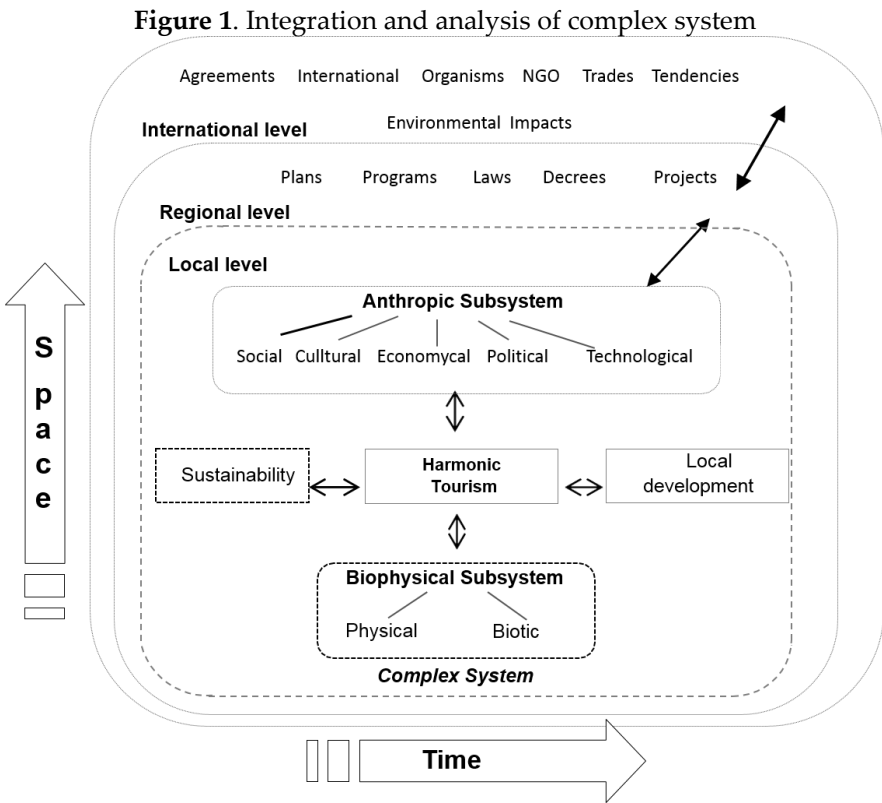 Figure 1. Integration and analysis of complex system
Agreements International Organisms NGO Trades Tendencies
International level
Environmental Impacts
Plans Programs Laws Decrees Projects
Regional level
Local level
Anthropic Subsystem
Social Culltural Economycal Political Technological
Space
Sustainability
Harmonic
Tourism
Local
development
Biophysical Subsystem
Physical Biotic
Complex System
Time